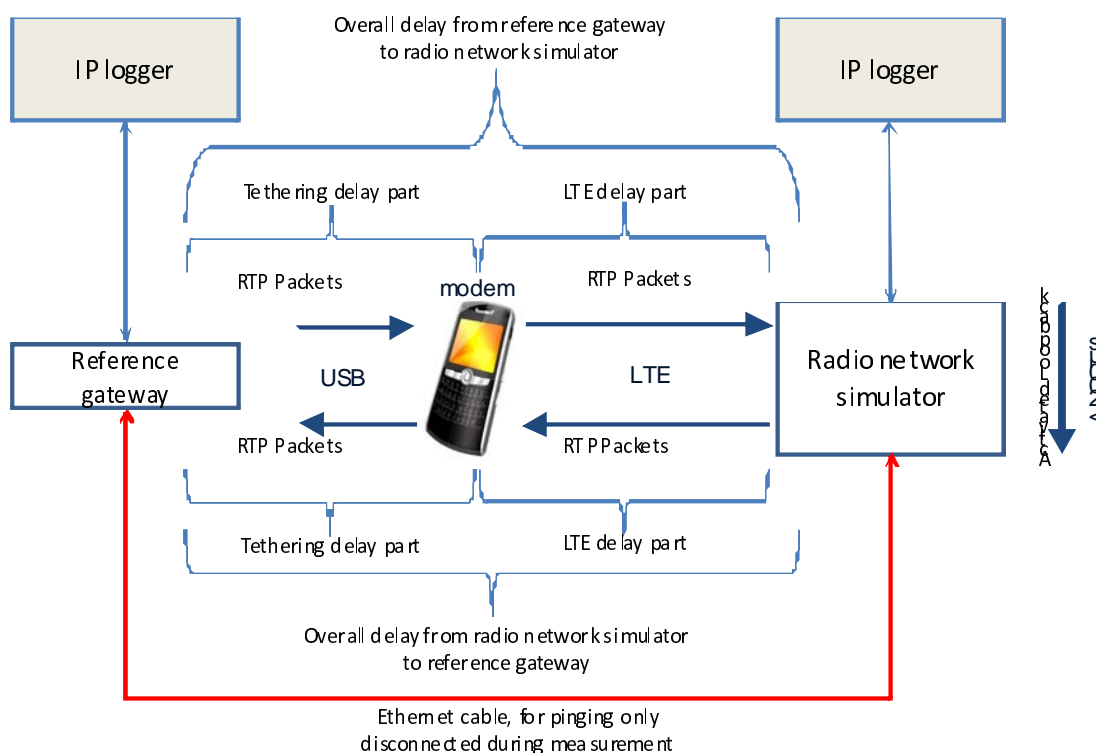 IP logger
Overall delay from reference gateway
to radio network simulator
IP logger
Tethering delay part
LTE delay part
RTP Packets
modem
RTP Packets
Reference
gateway
USB
LTE
Radio network
simulator
Activated Loopback
RTP Packets
RTP Packets
Tethering delay part
LTE delay part
Overall delay from radio network simulator
to reference gateway
Ethernet cable, for pinging only
disconnected during measurement